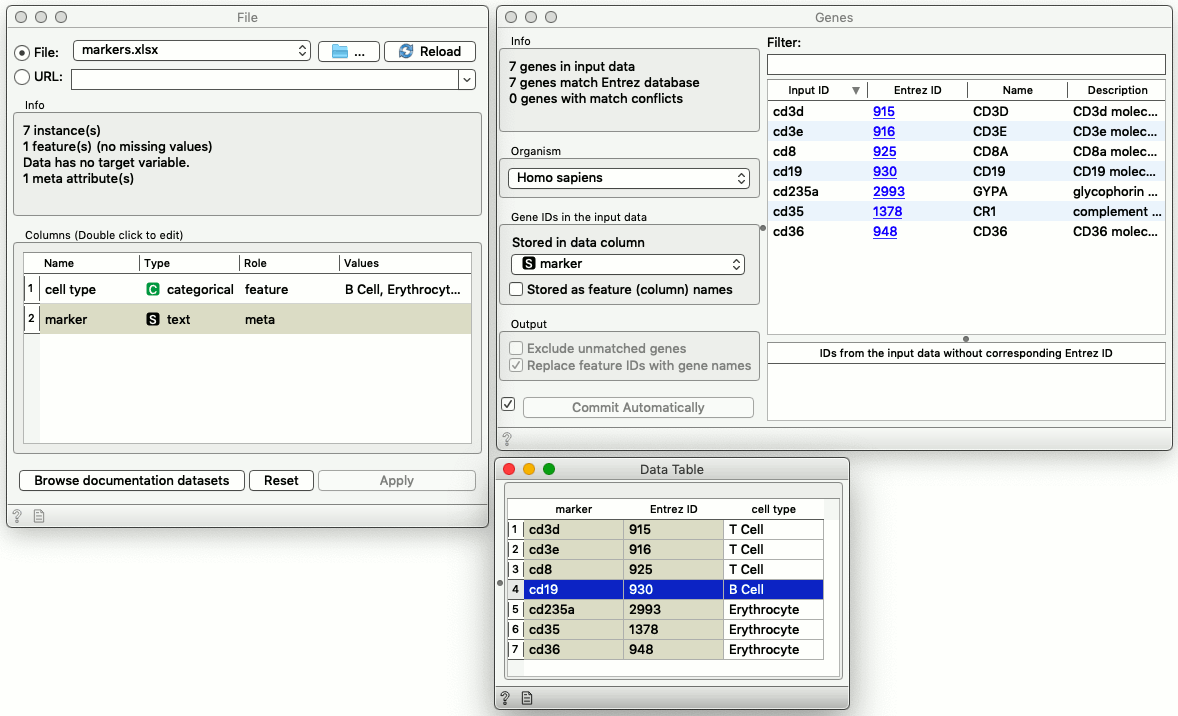 File
File:
markers.xlsx
...
Reload
URL:
Info
7 instance(s)
1 feature(s) (no missing values)
Data has no target variable.
1 meta attribute(s)
Columns (Double click to edit)
Name Type Role Values
1 cell type C categorical feature B Cell, Erythrocyt...
2 marker S text meta
Browse documentation datasets
Reset
Apply
?
Genes
Info
7 genes in input data
7 genes match Entrez database
0 genes with match conflicts
Organism
Homo sapiens
Gene IDs in the input data
Stored in data column
S marker
Stored as feature (column) names
Output
Exclude unmatched genes
Replace feature IDs with gene names
Commit Automatically
?
Filter:
Input ID Entrez ID Name Description
cd3d 915 CD3D CD3d molec...
cd3e 916 CD3E CD3e molec...
cd8 925 CD8A CD8a molec...
cd19 930 CD19 CD19 molec...
cd235a 2993 GYPA glycophorin ...
cd35 1378 CR1 complement ...
cd36 948 CD36 CD36 molec...
IDs from the input data without corresponding Entrez ID
Data Table
marker Entrez ID cell type
1 cd3d 915 T Cell
2 cd3e 916 T Cell
3 cd8 925 T Cell
4 cd19 930 B Cell
5 cd235a 2993 Erythrocyte
6 cd35 1378 Erythrocyte
7 cd36 948 Erythrocyte
?